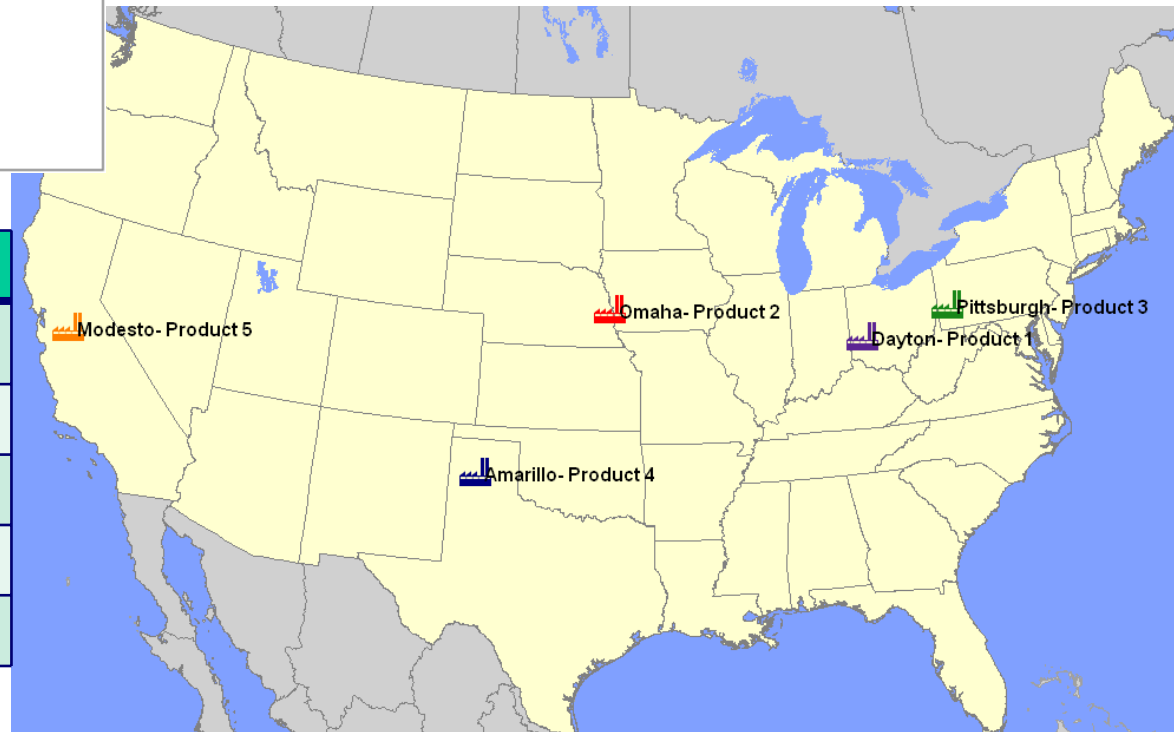 Omaha- Product 2
Pittsburgh- Product 3
Modesto- Product 5
Dayton- Product 1
Amarillo- Product 4